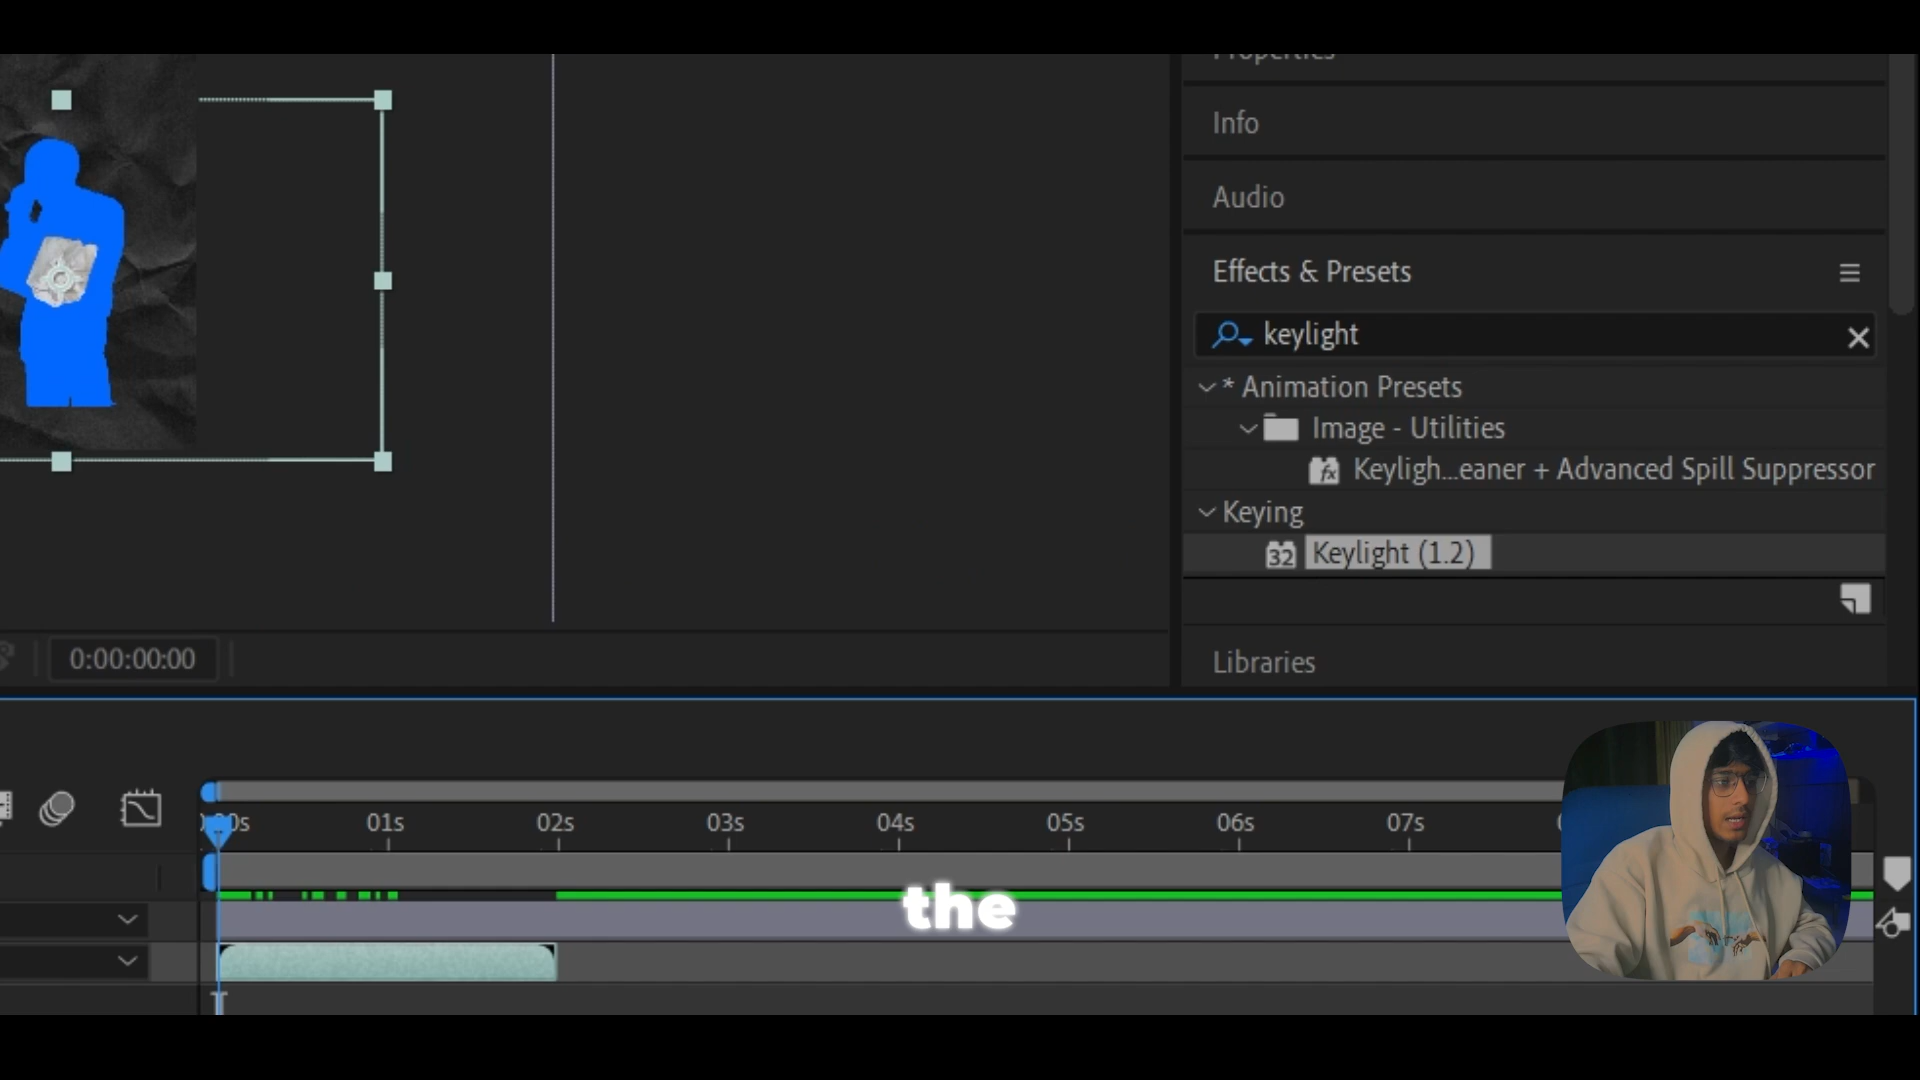 Properties
Info
Audio
Effects & Presets
keylight
* Animation Presets
Image - Utilities
Keyligh...eaner + Advanced Spill Suppressor
Keying
32 Keylight (1.2)
Libraries
0:00:00:00
01s 02s 03s 04s 05s 06s 07s
the